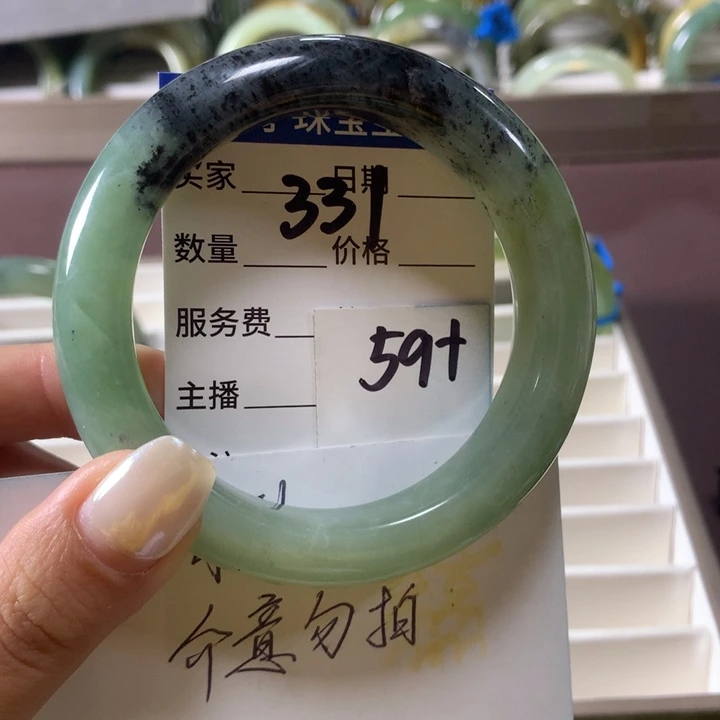 珠宝
买家 日期
331
数量 价格
服务费
59+
主播
介意勿拍